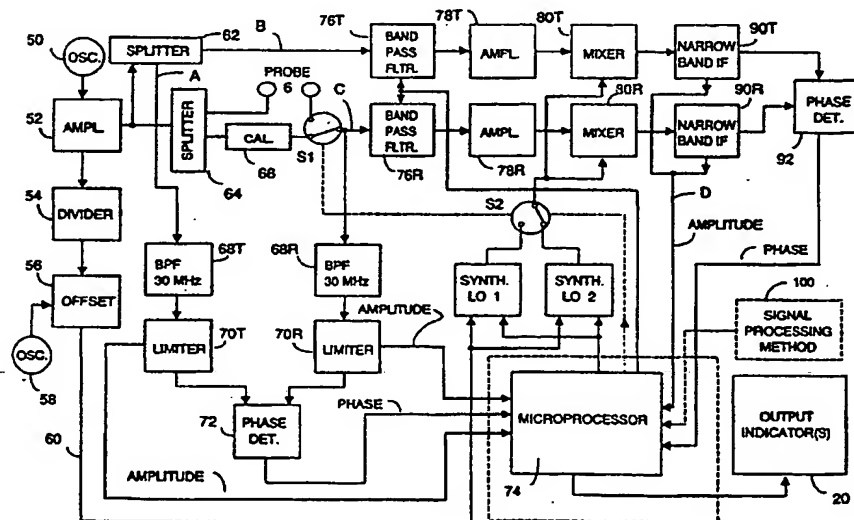 50
OSC.
SPLITTER
62
B
76T
BAND
PASS
FLTR.
78T
AMFL.
80T
MIXER
90T
NARROW
BAND IF
A
PROBE
6
C
52
AMPL.
SPLITTER
64
CAL.
66
S1
BAND
PASS
FLTR.
76R
AMPL.
78R
80R
MIXER
90R
NARROW
BAND IF
PHASE
DET.
92
54
DIVIDER
S2
D
AMPLITUDE
PHASE
56
OFFSET
OSC.
58
68T
BPF
30 MHz
68R
BPF
30 MHz
AMPLITUDE
SYNTH.
LO 1
SYNTH.
LO 2
100
SIGNAL
PROCESSING
METHOD
LIMITER
70T
70R
LIMITER
72
PHASE
DET.
PHASE
MICROPROCESSOR
74
OUTPUT
INDICATOR(S)
20
60
AMPLITUDE